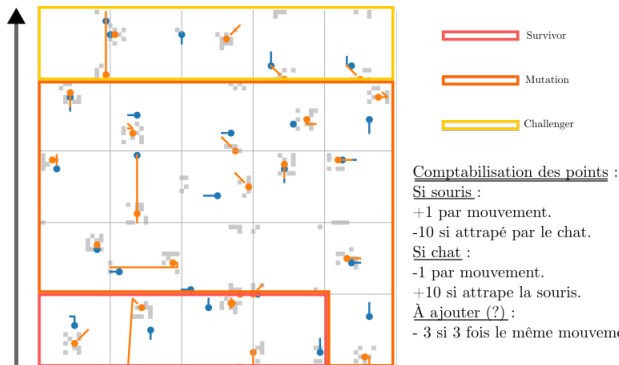 Survivor
Mutation
Challenger
Comptabilisation des points :
Si souris :
+1 par mouvement.
-10 si attrapé par le chat.
Si chat :
-1 par mouvement.
+10 si attrape la souris.
À ajouter (?) :
- 3 si 3 fois le même mouveme